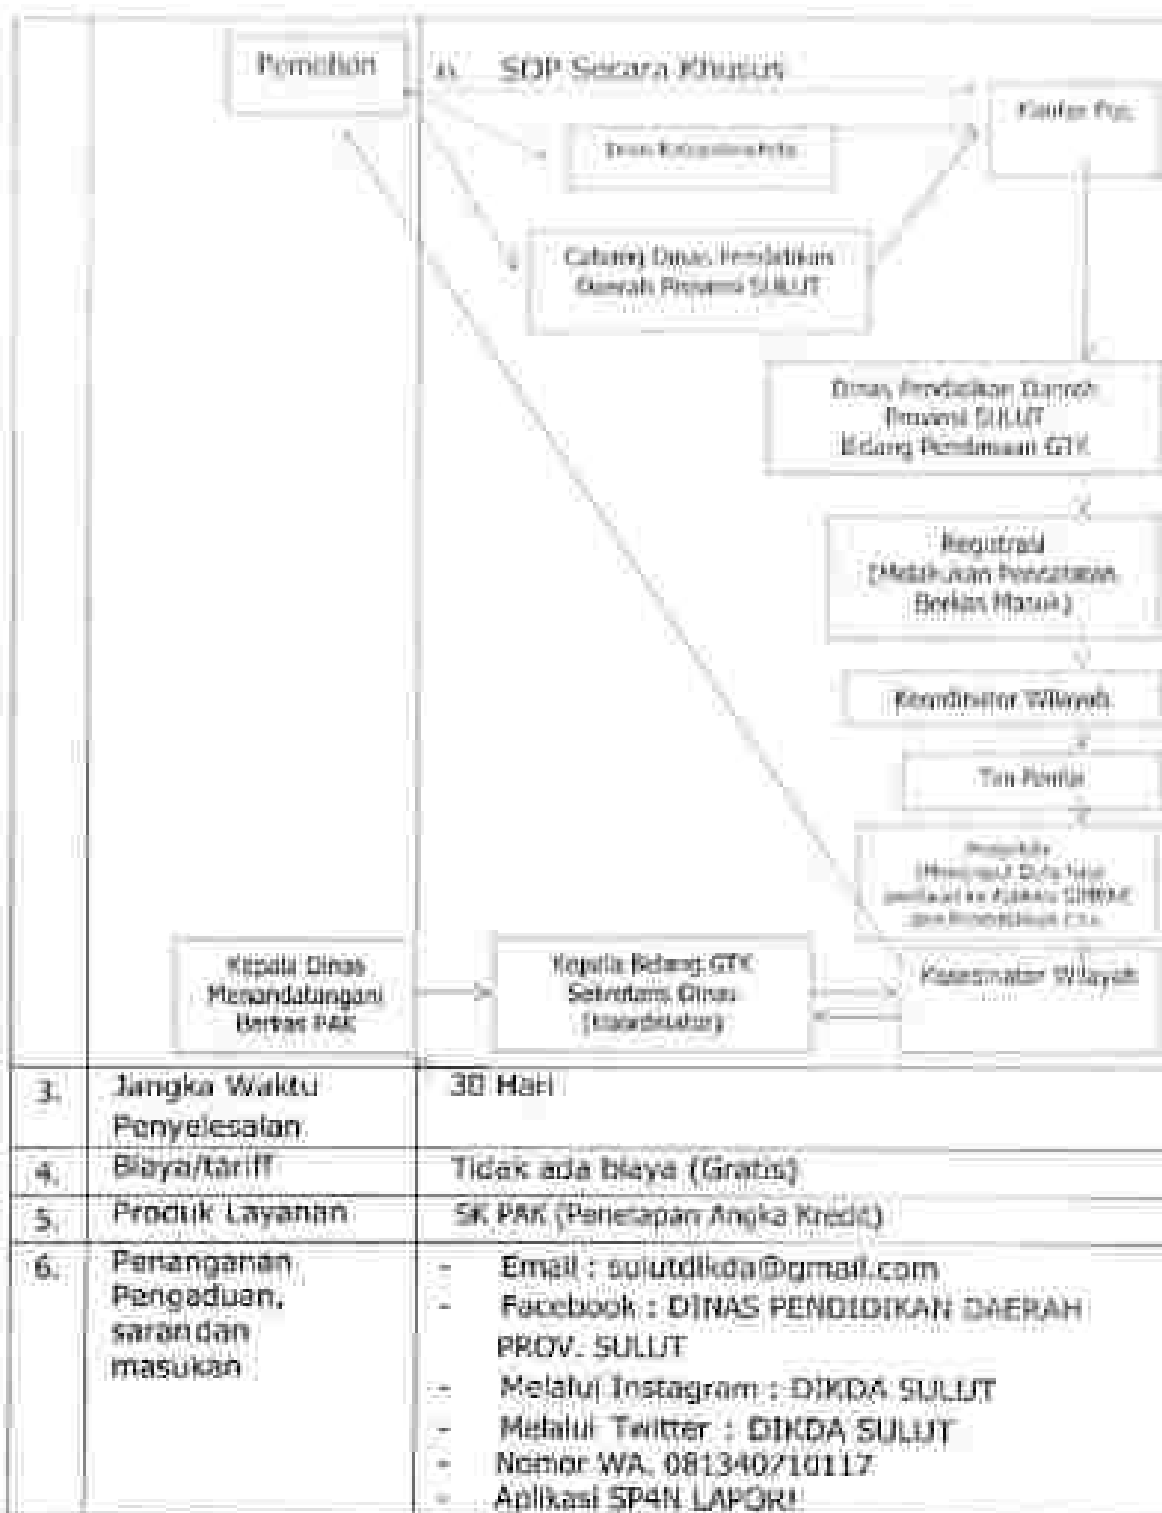 Pemohon
SOP Secara Khusus
Kantor Pos
Cabang Dinas Pendidikan
Daerah Provinsi SULUT
Dinas Pendidikan Daerah
Provinsi SULUT
Bidang Pembinaan GTK
Registrasi
(Melakukan Pencatatan
Berkas Masuk)
Koordinator Wilayah
Tim Penilai
Kepala Dinas
Menandatangani
Berkas PAK
Kepala Bidang GTK
Sekretaris Dinas
(Koordinator)
Koordinator Wilayah
3. Jangka Waktu
Penyelesaian
30 Hari
4. Biaya/tariff
Tidak ada biaya (Gratis)
5. Produk Layanan
SK PAK (Penetapan Angka Kredit)
6. Penanganan
Pengaduan,
saran dan
masukan
- Email : sulutdikda@gmail.com
- Facebook : DINAS PENDIDIKAN DAERAH
PROV. SULUT
- Melalui Instagram : DIKDA SULUT
- Melalui Twitter : DIKDA SULUT
- Nomor WA. 081340710117
- Aplikasi SP4N LAPOR!